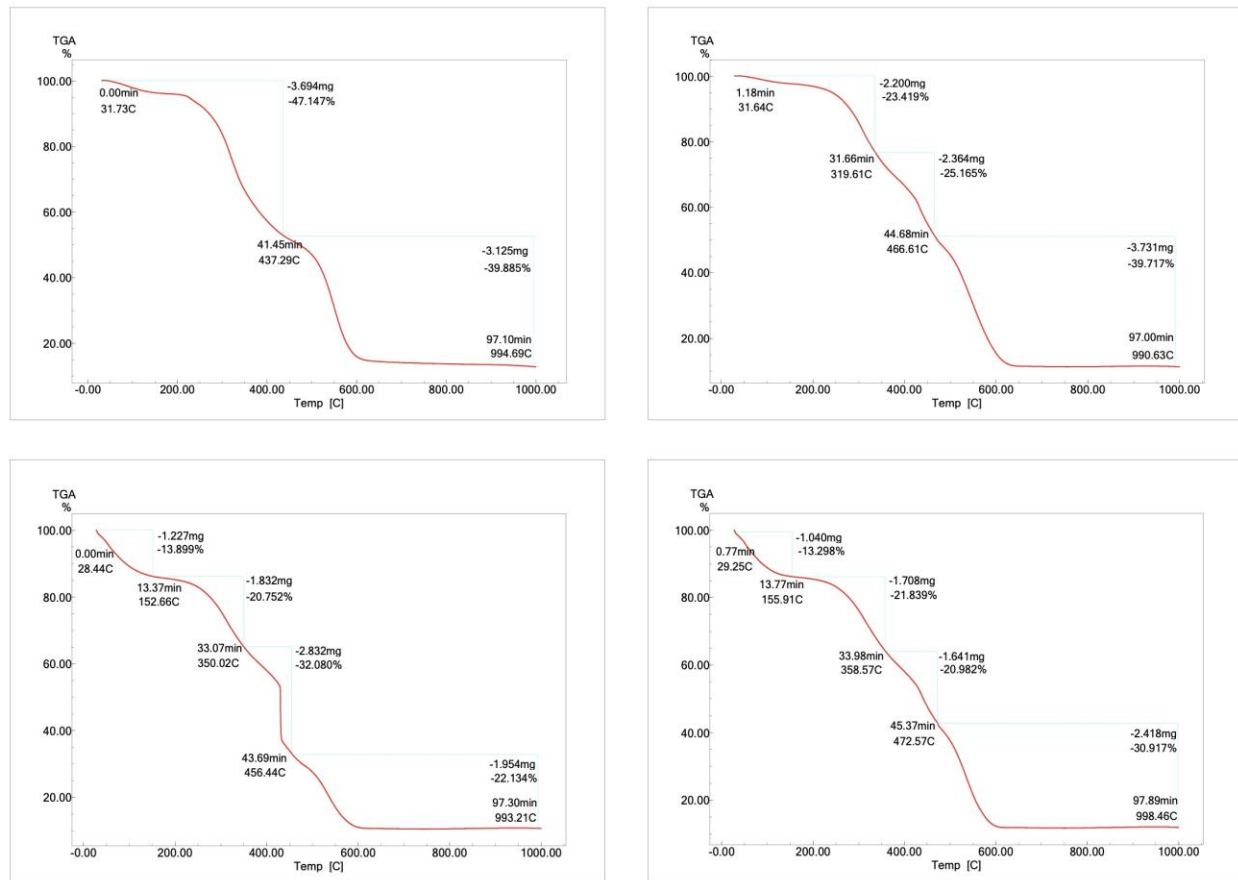 TGA
%
100.00
80.00
60.00
40.00
20.00
0.00min
31.73C
-3.694mg
-47.147%
41.45min
437.29C
-3.125mg
-39.885%
97.10min
994.69C
-0.00
200.00
400.00
600.00
800.00
1000.00
Temp [C]
TGA
%
100.00
80.00
60.00
40.00
20.00
1.18min
31.64C
-2.200mg
-23.419%
31.66min
319.61C
-2.364mg
-25.165%
44.68min
466.61C
-3.731mg
-39.717%
97.00min
990.63C
-0.00
200.00
400.00
600.00
800.00
1000.00
Temp [C]
TGA
%
100.00
80.00
60.00
40.00
20.00
0.00min
28.44C
-1.227mg
-13.899%
13.37min
152.66C
-1.832mg
-20.752%
33.07min
350.02C
-2.832mg
-32.080%
43.69min
456.44C
-1.954mg
-22.134%
97.30min
993.21C
-0.00
200.00
400.00
600.00
800.00
1000.00
Temp [C]
TGA
%
100.00
80.00
60.00
40.00
20.00
0.77min
29.25C
-1.040mg
-13.298%
13.77min
155.91C
-1.708mg
-21.839%
33.98min
358.57C
-1.641mg
-20.982%
45.37min
472.57C
-2.418mg
-30.917%
97.89min
998.46C
-0.00
200.00
400.00
600.00
800.00
1000.00
Temp [C]